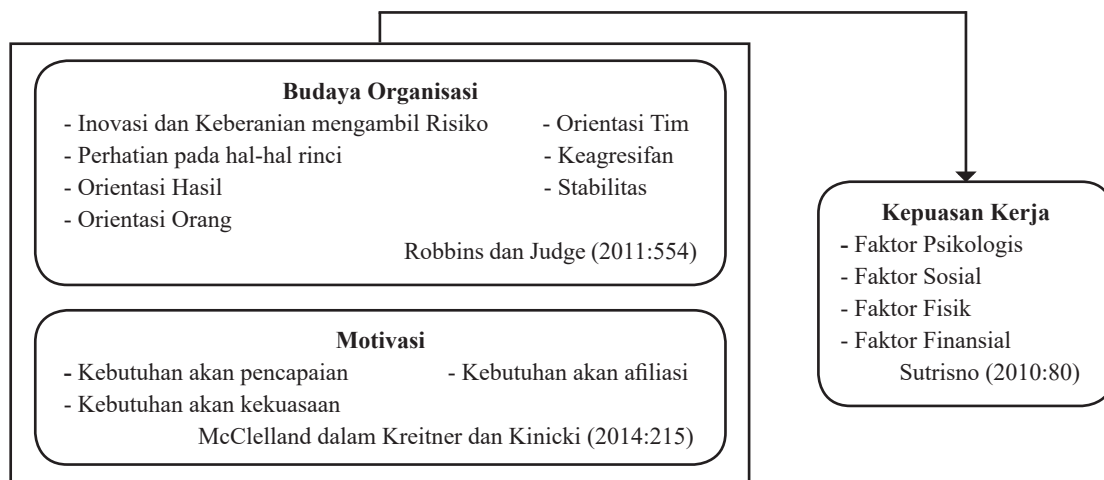 Budaya Organisasi
- Inovasi dan Keberanian mengambil Risiko - Orientasi Tim
- Perhatian pada hal-hal rinci - Keagresifan
- Orientasi Hasil - Stabilitas
- Orientasi Orang
Robbins dan Judge (2011:554)
Motivasi
- Kebutuhan akan pencapaian - Kebutuhan akan afiliasi
- Kebutuhan akan kekuasaan
McClelland dalam Kreitner dan Kinicki (2014:215)
Kepuasan Kerja
- Faktor Psikologis
- Faktor Sosial
- Faktor Fisik
- Faktor Finansial
Sutrisno (2010:80)